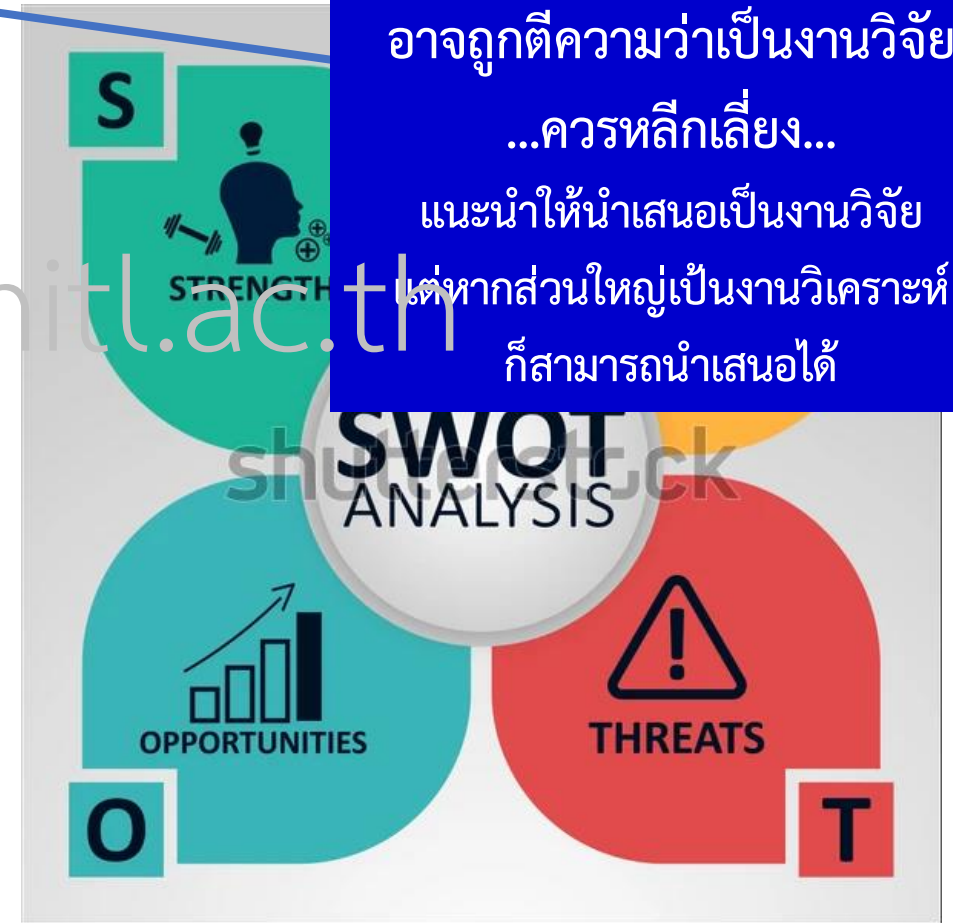 อาจถูกตีความว่าเป็นงานวิจัย
...ควรหลีกเลี่ยง...
แนะนำให้นำเสนอเป็นงานวิจัย
แต่หากส่วนใหญ่เป้นงานวิเคราะห์
ก็สามารถนำเสนอได้
S
STRENGTH
nitl.ac.th
SWOT
ANALYSIS
shutterstock
OPPORTUNITIES
THREATS
O
T